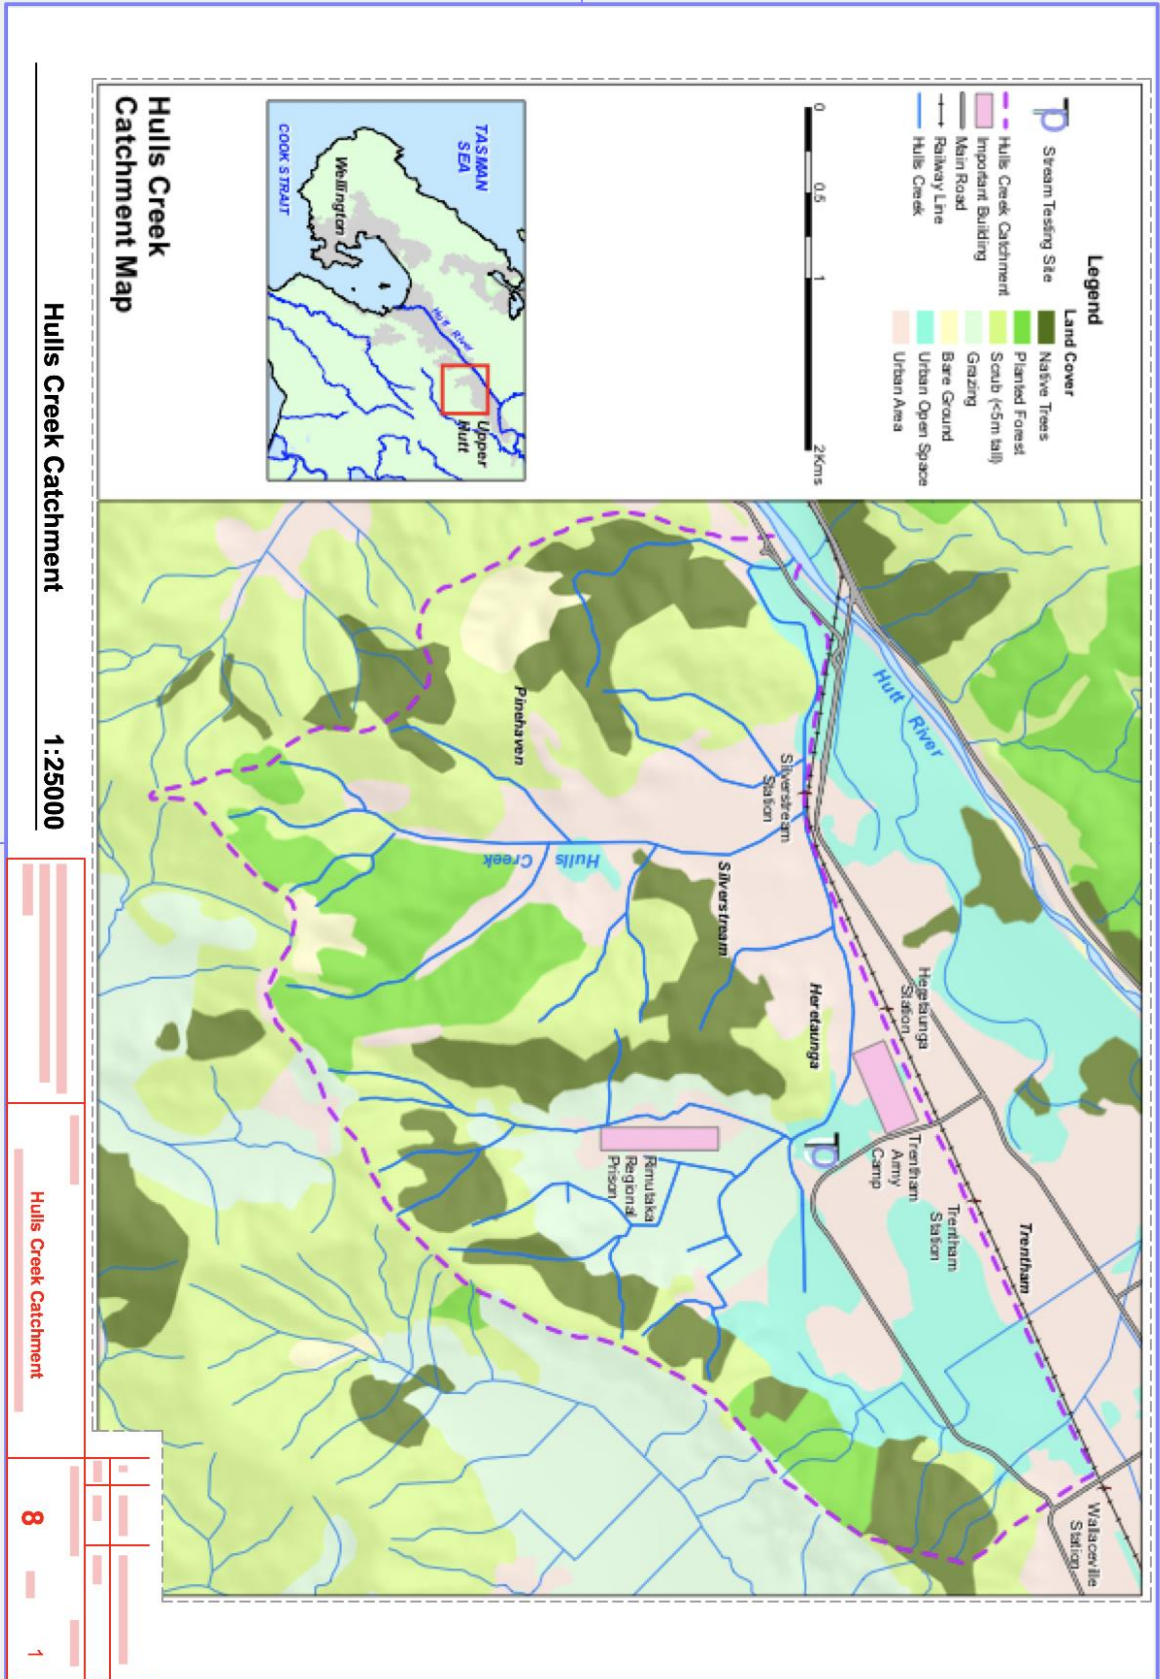 Legend
Stream Testing Site
Hulls Creek Catchment
Important Building
Main Road
Railway Line
Hulls Creek
Land Cover
Native Trees
Planted Forest
Scrub (<5m tall)
Grazing
Bare Ground
Urban Open Space
Urban Area
0
0.5
1
2Kms
TASMAN
SEA
Wellington
COOK STRAIT
Hutt River
Upper
Hutt
Hulls Creek
Catchment Map
Hutt River
Silverstream
Station
Pinehaven
Hulls
Creek
Silverstream
Heretaunga
Heretaunga
Station
Trentham
Army
Camp
Trentham
Station
Trentham
Rimutaka
Regional
Prison
Wallaceville
Station
Hulls Creek Catchment
1:25000
Hulls Creek Catchment
8
1